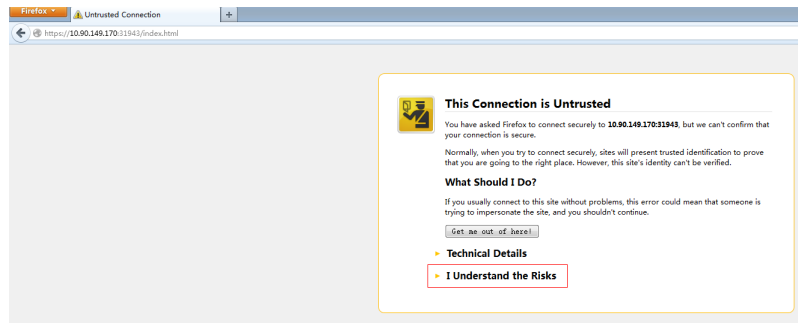 Firefox
Untrusted Connection
https://10.90.149.170:31943/index.html
This Connection is Untrusted
You have asked Firefox to connect securely to 10.90.149.170:31943, but we can't confirm that
your connection is secure.
Normally, when you try to connect securely, sites will present trusted identification to prove
that you are going to the right place. However, this site's identity can't be verified.
What Should I Do?
If you usually connect to this site without problems, this error could mean that someone is
trying to impersonate the site, and you shouldn't continue.
Get me out of here!
Technical Details
I Understand the Risks